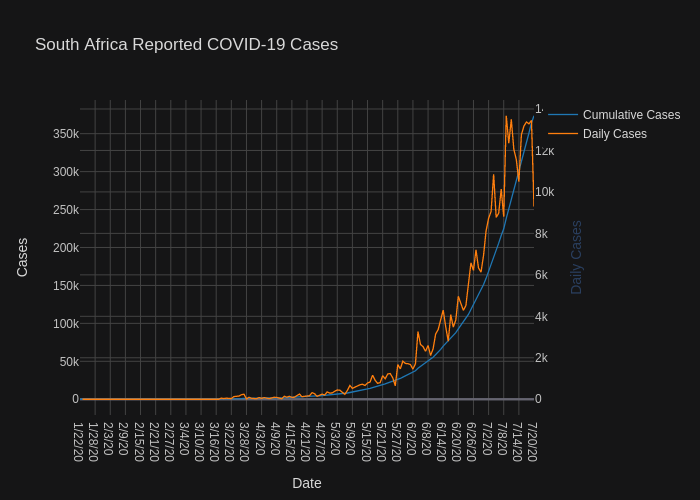 South Africa Reported COVID-19 Cases
Cumulative Cases
Daily Cases
350k
300k
250k
200k
150k
100k
50k
0
Cases
12k
10k
8k
6k
4k
2k
0
Daily Cases
1/22/20
1/28/20
2/3/20
2/9/20
2/15/20
2/21/20
2/27/20
3/4/20
3/10/20
3/16/20
3/22/20
3/28/20
4/3/20
4/9/20
4/15/20
4/21/20
4/27/20
5/3/20
5/9/20
5/15/20
5/21/20
5/27/20
6/2/20
6/8/20
6/14/20
6/20/20
6/26/20
7/2/20
7/8/20
7/14/20
7/20/20
Date